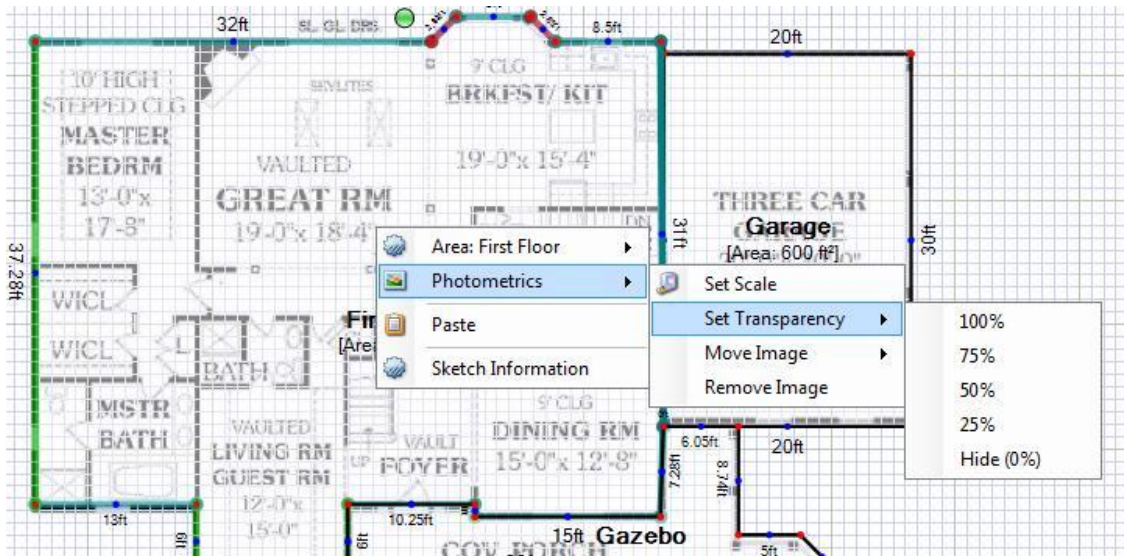 32ft
SL. GL. DRS.
8.5ft
20ft
10' HIGH
STEPPED CLG
MASTER
BEDRM
13'-0"x
17'-8"
SKYLITES
VAULTED
GREAT RM
19'-0"x 18'-4"
9' CLG
BRKFST/ KIT
19'-0"x 15'-4"
DN
31ft
THREE CAR
Garage
[Area: 600 ft²]
30ft
37.28ft
WICL
WICL
L
BATH
MSTR
BATH
Area: First Floor
Photometrics
Paste
Sketch Information
Set Scale
Set Transparency
Move Image
Remove Image
100%
75%
50%
25%
Hide (0%)
VAULTED
LIVING RM
GUEST RM
12'-0"x
15'-0"
UP
VAULT
FOYER
9' CLG
DINING RM
15'-0"x 12'-8"
7.28ft
6.05ft
8.74ft
20ft
13ft
10.25ft
15ft
Gazebo
5ft
COV. PORCH